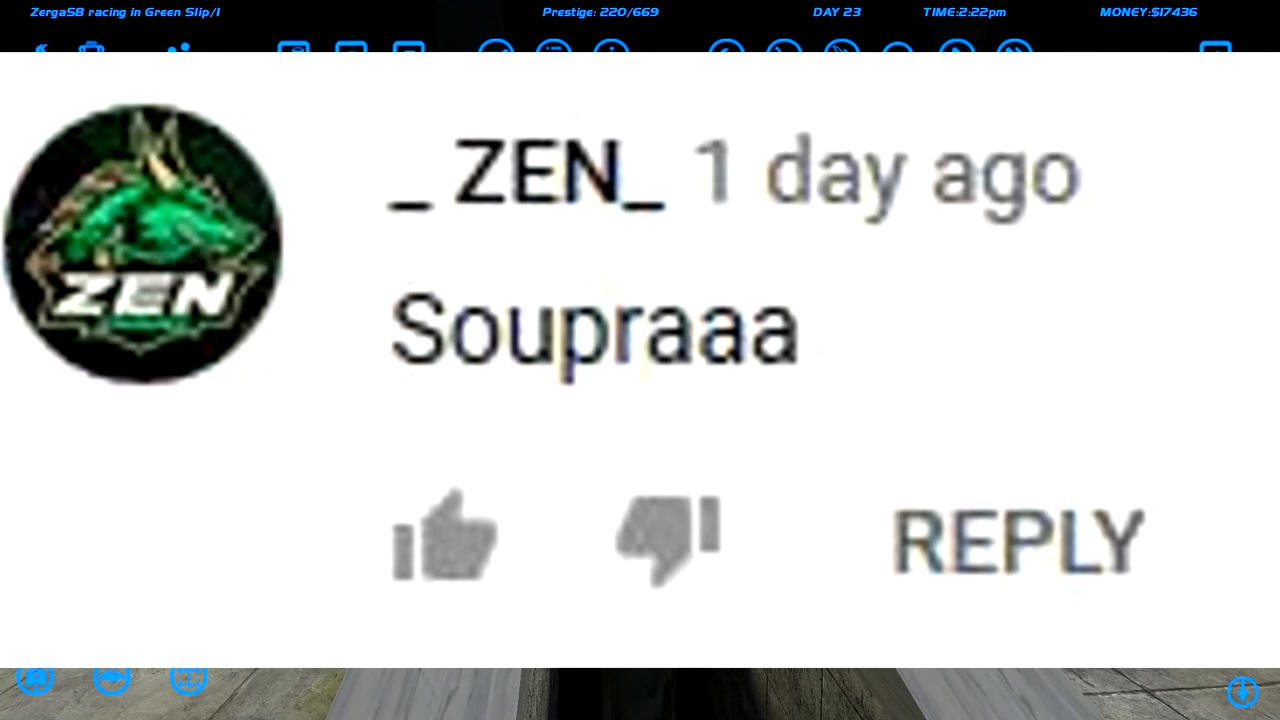 ZergaSB racing in Green Slip/I Prestige: 220/669 DAY 23 TIME:2:22pm MONEY:$17436
_ ZEN_ 1 day ago
ZEN
Soupraaa
REPLY